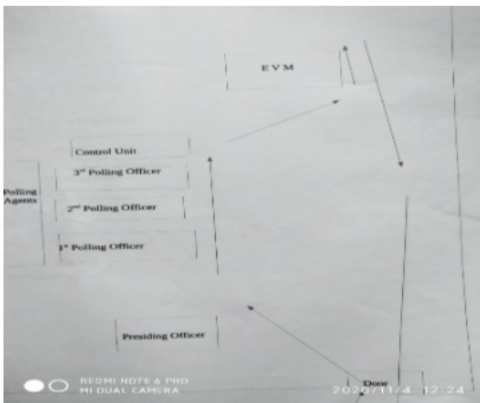 E V M
Control Unit
3rd Polling Officer
Polling
Agents
2nd Polling Officer
1st Polling Officer
Presiding Officer
Door
REDMI NOTE 6 PRO
MI DUAL CAMERA
2020/11/4 12:24